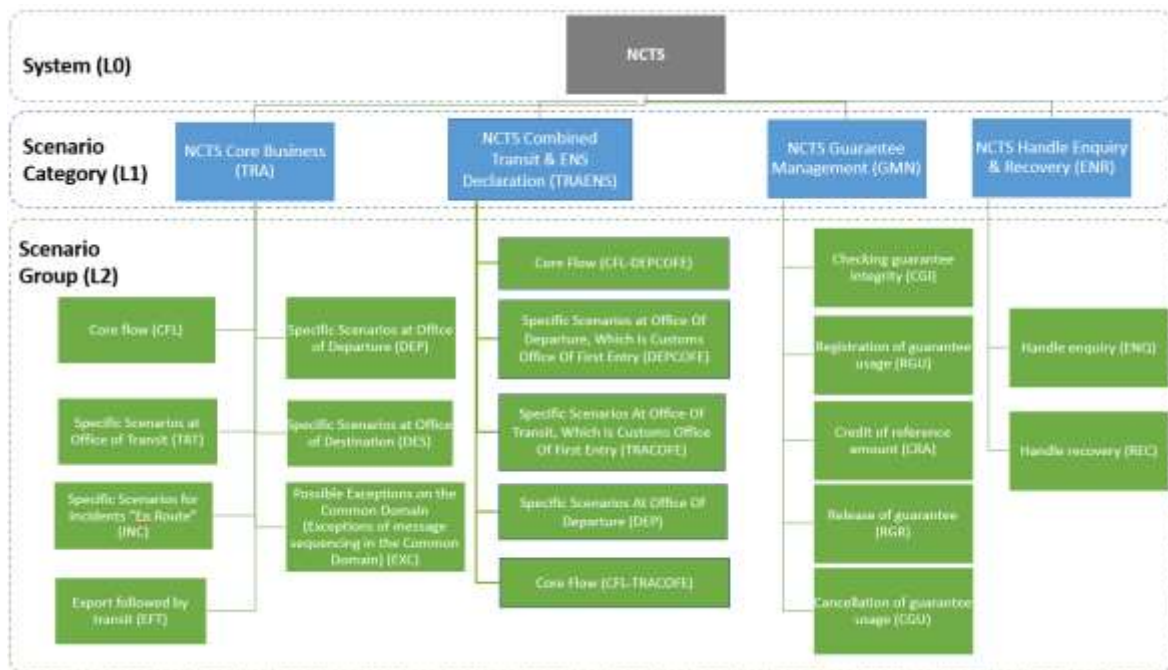 System (L0)
NCTS
Scenario
Category (L1)
NCTS Core Business
(TRA)
NCTS Combined
Transit & ENS
Declaration (TRAENS)
NCTS Guarantee
Management (GMN)
NCTS Handle Enquiry
& Recovery (ENR)
Scenario
Group (L2)
Core flow (CFL)
Specific Scenarios at
Office of Transit (TRT)
Specific Scenarios for
Incidents "En Route"
(INC)
Export followed by
transit (EFT)
Specific Scenarios at Office
of Departure (DEP)
Specific Scenarios at Office
of Destination (DES)
Possible Exceptions on the
Common Domain
(Exceptions of message
sequencing in the Common
Domain) (EXC)
Core Flow (CFL-DEPCOFE)
Specific Scenarios at Office Of
Departure, Which Is Customs
Office Of First Entry (DEPCOFE)
Specific Scenarios At Office Of
Transit, Which Is Customs Office
Of First Entry (TRACOFE)
Specific Scenarios At Office Of
Departure (DEP)
Core Flow (CFL-TRACOFE)
Checking guarantee
integrity (CGI)
Registration of guarantee
usage (RGU)
Credit of reference
amount (CRA)
Release of guarantee
(RGR)
Cancellation of guarantee
usage (CGU)
Handle enquiry (ENQ)
Handle recovery (REC)